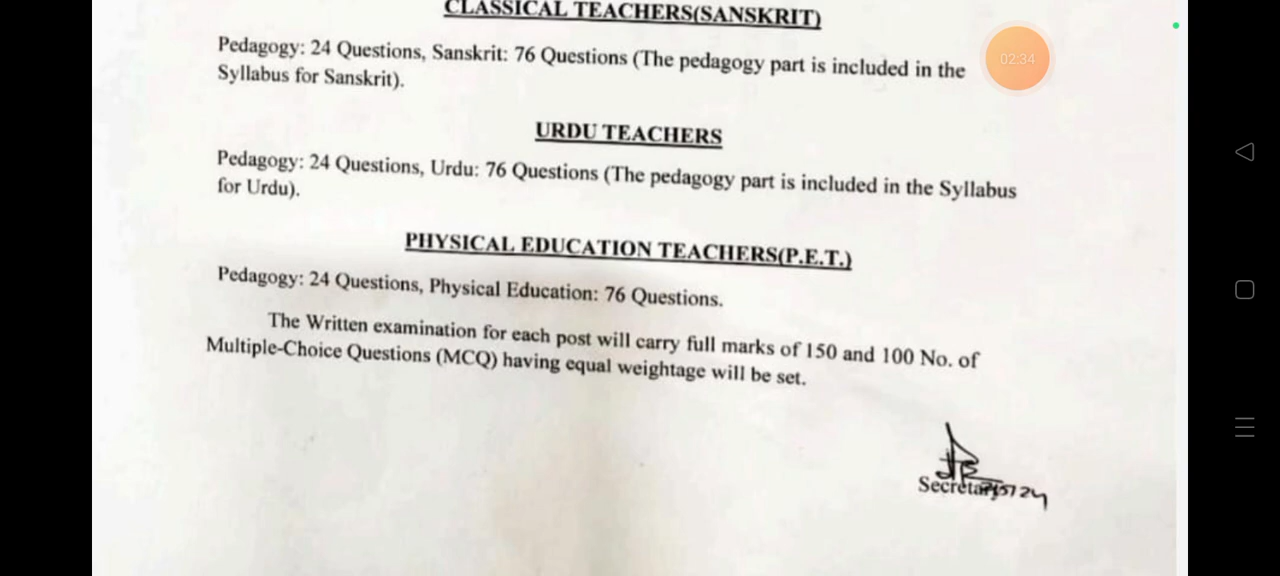 CLASSICAL TEACHERS(SANSKRIT)
Pedagogy: 24 Questions, Sanskrit: 76 Questions (The pedagogy part is included in the
Syllabus for Sanskrit).
02:34
URDU TEACHERS
Pedagogy: 24 Questions, Urdu: 76 Questions (The pedagogy part is included in the Syllabus
for Urdu).
PHYSICAL EDUCATION TEACHERS(P.E.T.)
Pedagogy: 24 Questions, Physical Education: 76 Questions.
The Written examination for each post will carry full marks of 150 and 100 No. of
Multiple-Choice Questions (MCQ) having equal weightage will be set.
Secretary